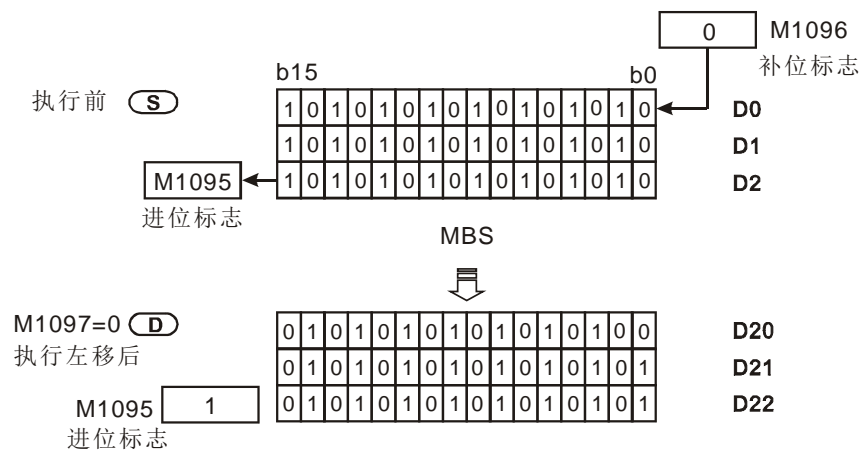 0 M1096
补位标志
b15 b0
执行前 S 1 0 1 0 1 0 1 0 1 0 1 0 1 0 1 0 D0
1 0 1 0 1 0 1 0 1 0 1 0 1 0 1 0 D1
M1095 1 0 1 0 1 0 1 0 1 0 1 0 1 0 1 0 D2
进位标志
MBS
M1097=0 D 0 1 0 1 0 1 0 1 0 1 0 1 0 1 0 0 D20
执行左移后 0 1 0 1 0 1 0 1 0 1 0 1 0 1 0 1 D21
M1095 1 0 1 0 1 0 1 0 1 0 1 0 1 0 1 0 1 D22
进位标志